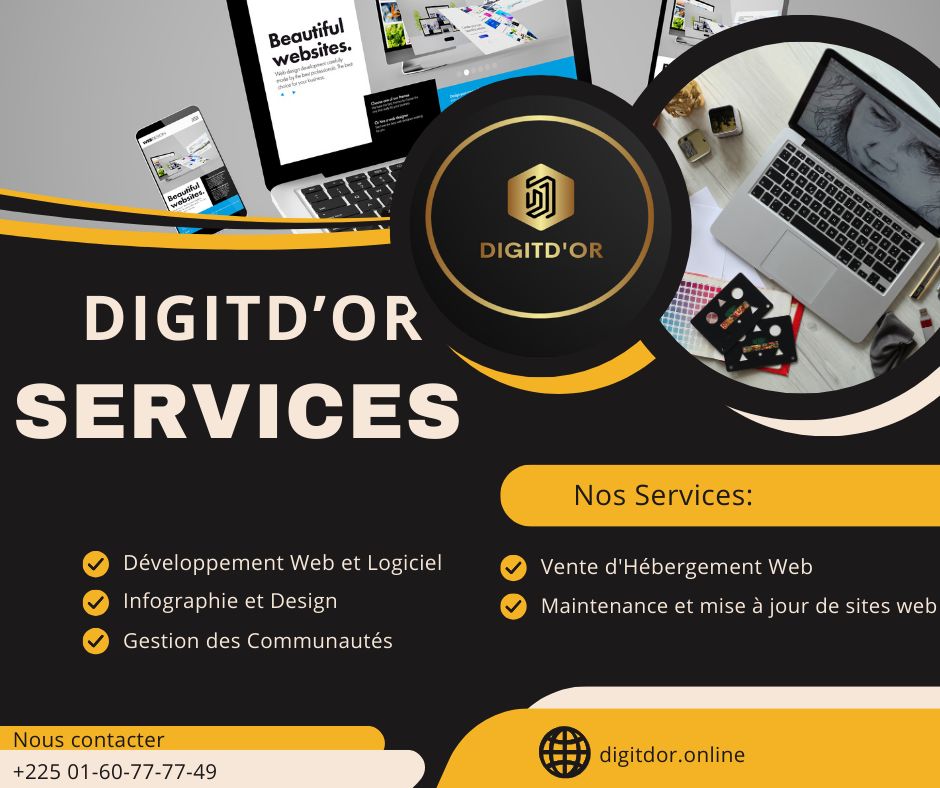 Beautiful
websites.
Beautiful
websites.
DIGITD'OR
DIGITD’OR
SERVICES
Nos Services:
Développement Web et Logiciel
Infographie et Design
Gestion des Communautés
Vente d'Hébergement Web
Maintenance et mise à jour de sites web
Nous contacter
+225 01-60-77-77-49
digitdor.online